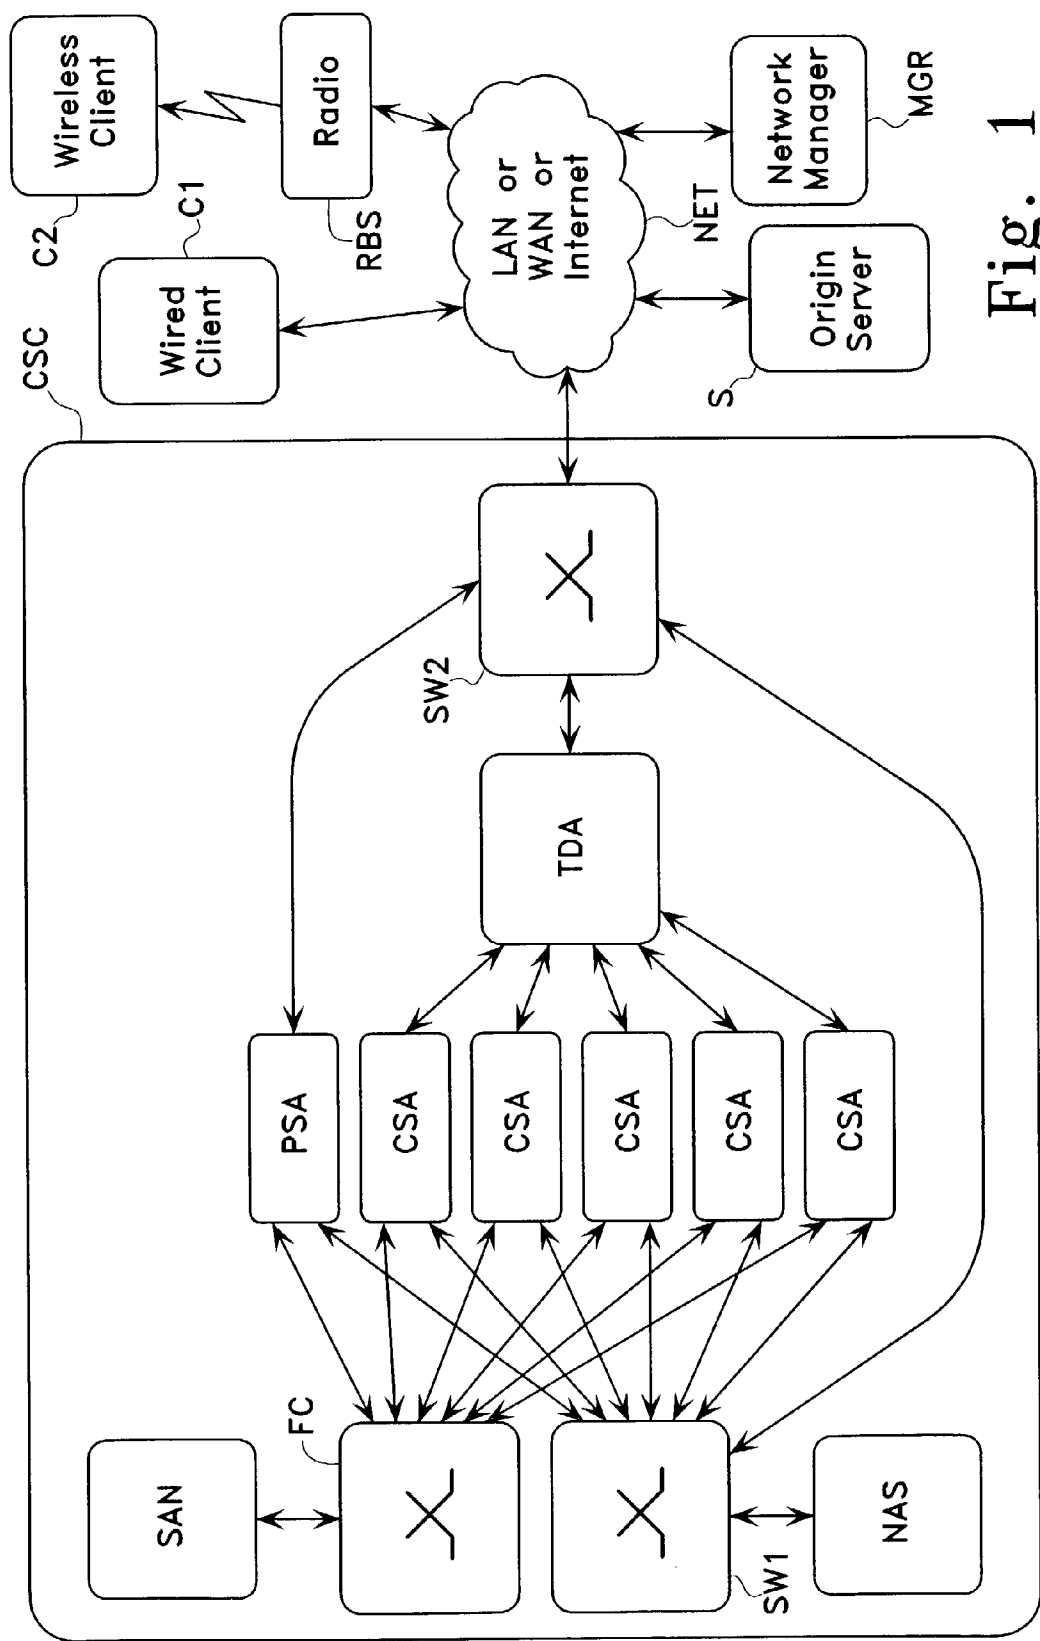 CSC
SAN
FC
SW1
NAS
PSA
CSA
CSA
CSA
CSA
CSA
TDA
SW2
C2
Wireless
Client
C1
Wired
Client
RBS
Radio
LAN or
WAN or
Internet
NET
S
Origin
Server
Network
Manager
MGR
Fig. 1